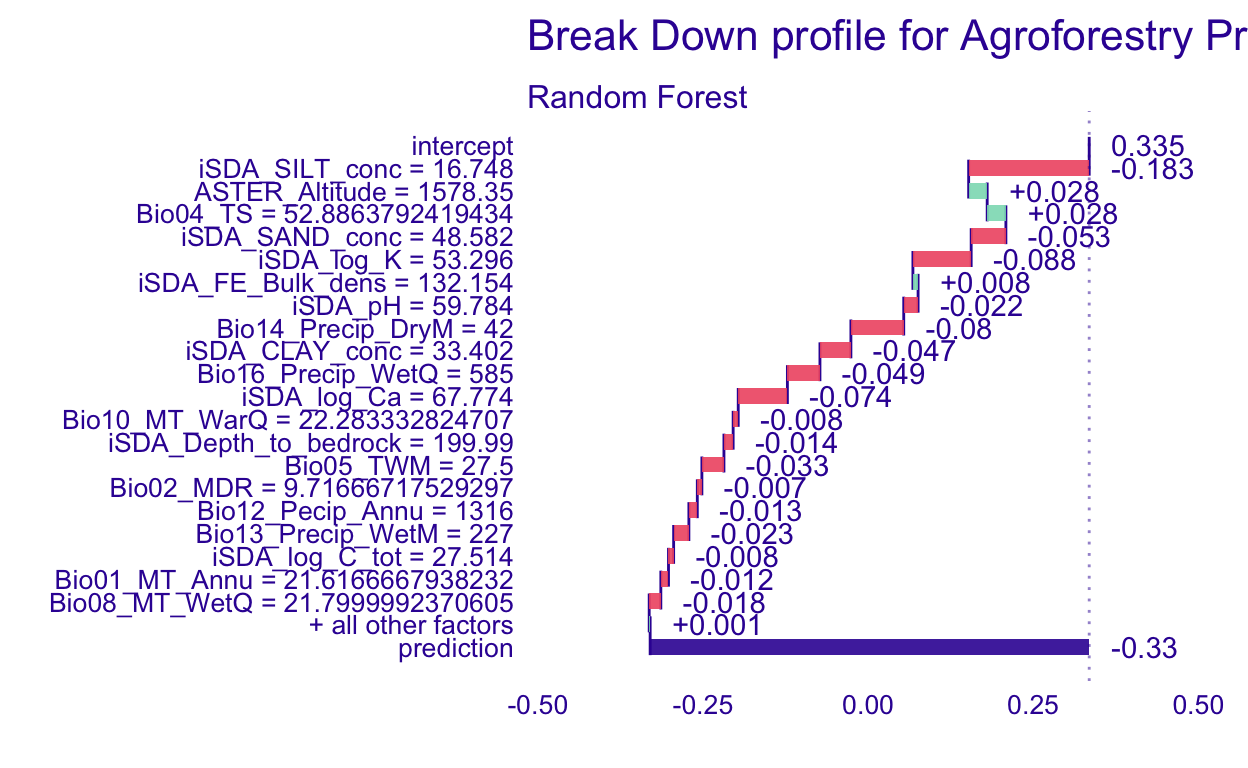 Break Down profile for Agroforestry Pr
Random Forest
intercept 0.335
iSDA_SILT_conc = 16.748 -0.183
ASTER_Altitude = 1578.35 +0.028
Bio04_TS = 52.8863792419434 +0.028
iSDA_SAND_conc = 48.582 -0.053
iSDA_log_K = 53.296 -0.088
iSDA_FE_Bulk_dens = 132.154 +0.008
iSDA_pH = 59.784 -0.022
Bio14_Precip_DryM = 42 -0.08
iSDA_CLAY_conc = 33.402 -0.047
Bio16_Precip_WetQ = 585 -0.049
iSDA_log_Ca = 67.774 -0.074
Bio10_MT_WarQ = 22.283332824707 -0.008
iSDA_Depth_to_bedrock = 199.99 -0.014
Bio05_TWM = 27.5 -0.033
Bio02_MDR = 9.71666717529297 -0.007
Bio12_Pecip_Annu = 1316 -0.013
Bio13_Precip_WetM = 227 -0.023
iSDA_log_C_tot = 27.514 -0.008
Bio01_MT_Annu = 21.6166667938232 -0.012
Bio08_MT_WetQ = 21.7999992370605 -0.018
+ all other factors +0.001
prediction -0.33
-0.50 -0.25 0.00 0.25 0.50